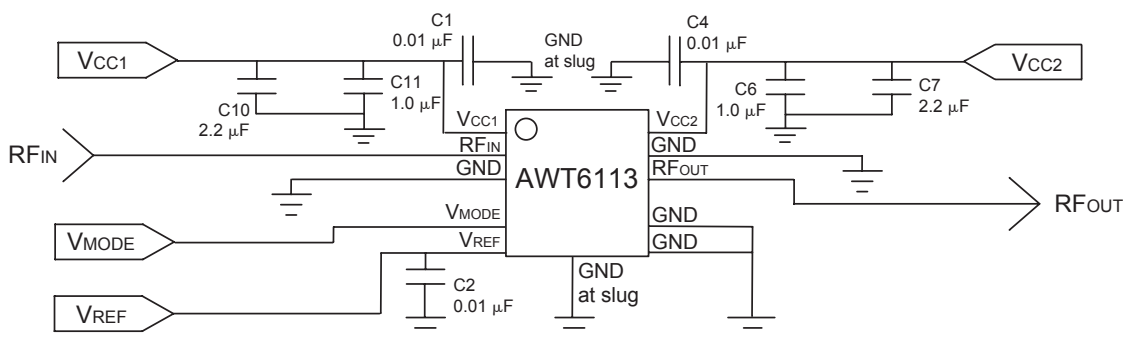 C1
0.01 μF
GND
at slug
C4
0.01 μF
VCC1
VCC2
C10
2.2 μF
C11
1.0 μF
C6
1.0 μF
C7
2.2 μF
VCC1
VCC2
RFIN
RFIN
GND
GND
RFOUT
AWT6113
RFOUT
VMODE
VMODE
GND
VREF
GND
C2
0.01 μF
GND
at slug
VREF